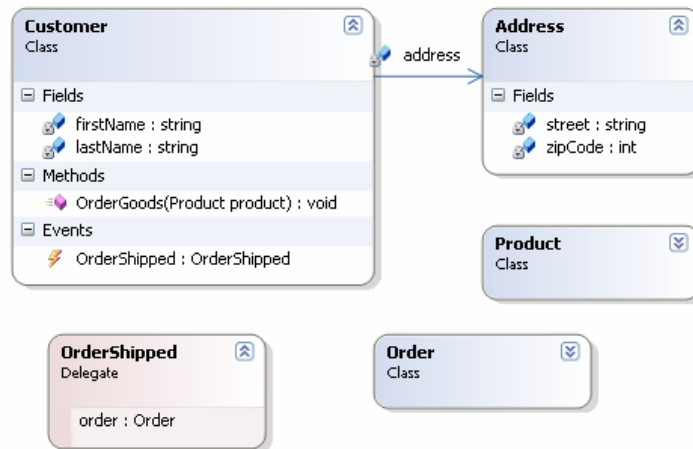 Customer
Class
Fields
firstName : string
lastName : string
Methods
OrderGoods(Product product) : void
Events
OrderShipped : OrderShipped
address
Address
Class
Fields
street : string
zipCode : int
Product
Class
OrderShipped
Delegate
order : Order
Order
Class